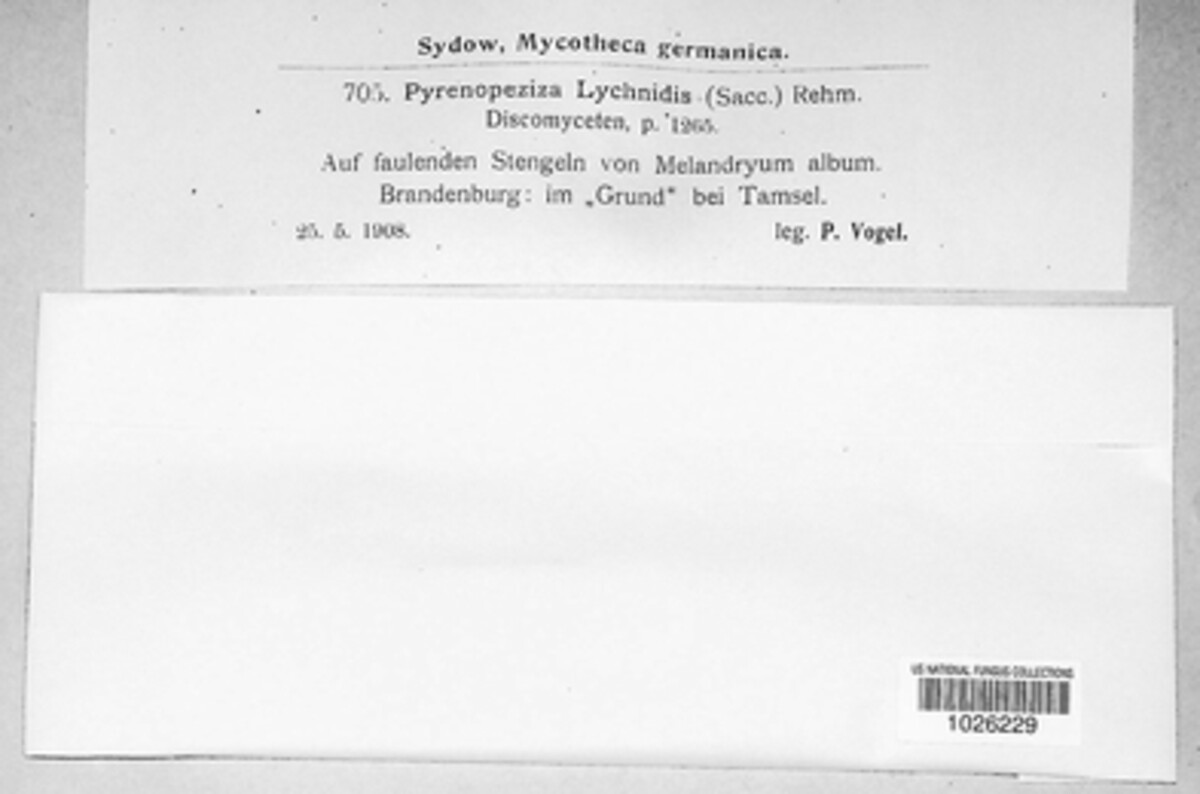 Sydow, Mycotheca germanica.
705. Pyrenopeziza Lychnidis (Sacc.) Rehm.
Discomyceten, p. 1265.
Auf faulenden Stengeln von Melandryum album.
Brandenburg: im „Grund“ bei Tamsel.
25. 5. 1908. leg. P. Vogel.
US NATIONAL FUNGUS COLLECTIONS
1026229